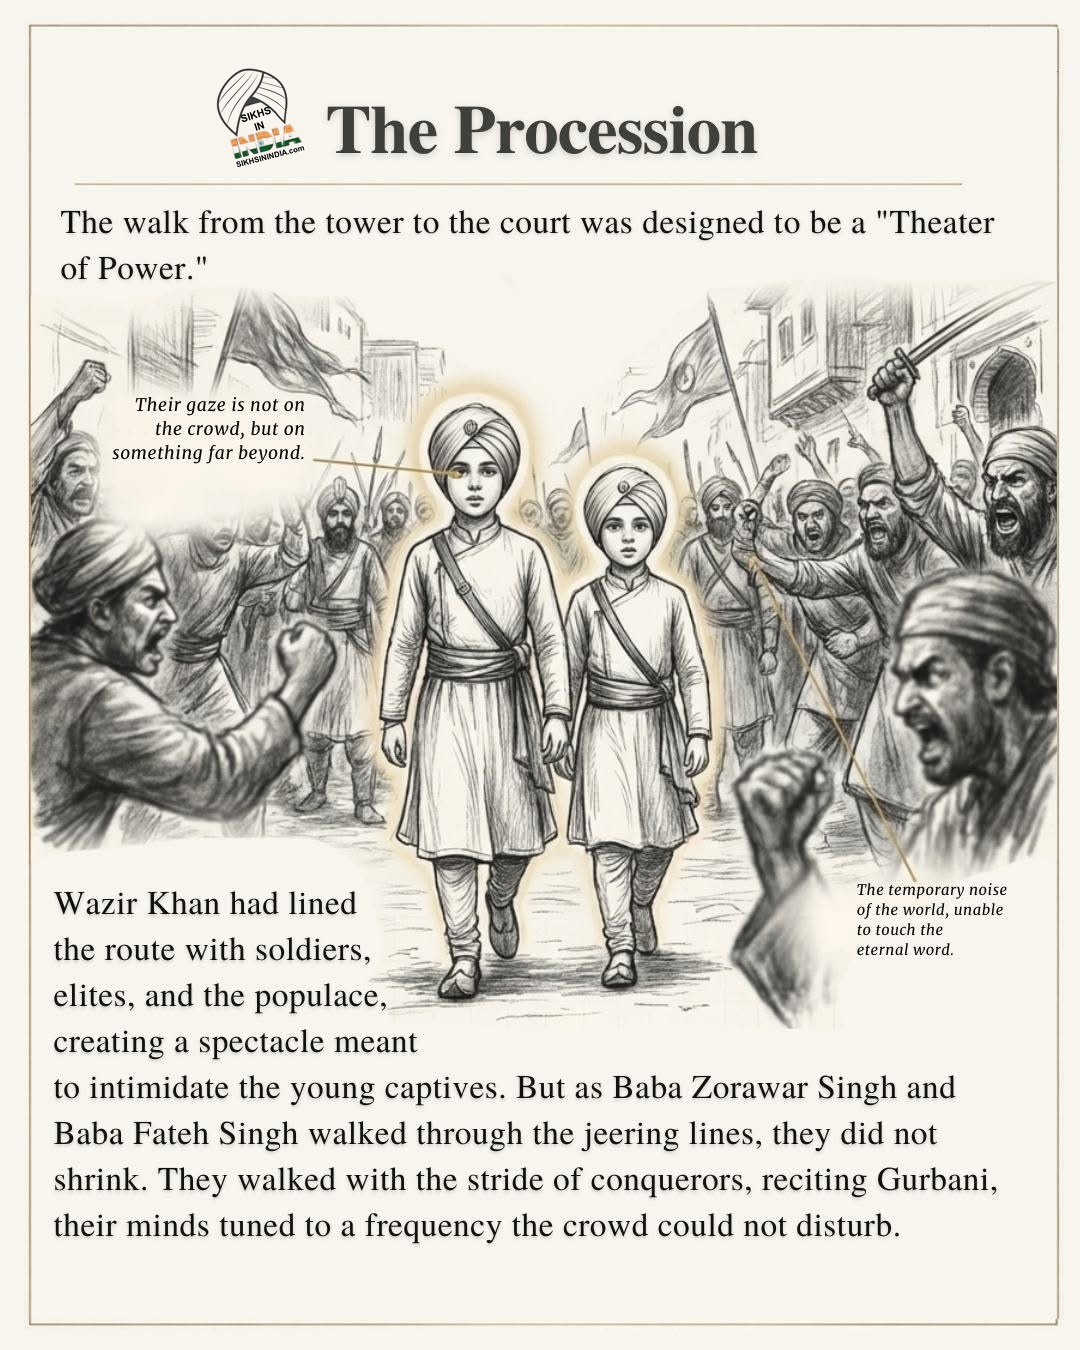 SIKHS
IN
INDIA
SIKHSININDIA.com
The Procession
The walk from the tower to the court was designed to be a "Theater
of Power."
Their gaze is not on
the crowd, but on
something far beyond.
The temporary noise
of the world, unable
to touch the
eternal word.
Wazir Khan had lined
the route with soldiers,
elites, and the populace,
creating a spectacle meant
to intimidate the young captives. But as Baba Zorawar Singh and
Baba Fateh Singh walked through the jeering lines, they did not
shrink. They walked with the stride of conquerors, reciting Gurbani,
their minds tuned to a frequency the crowd could not disturb.